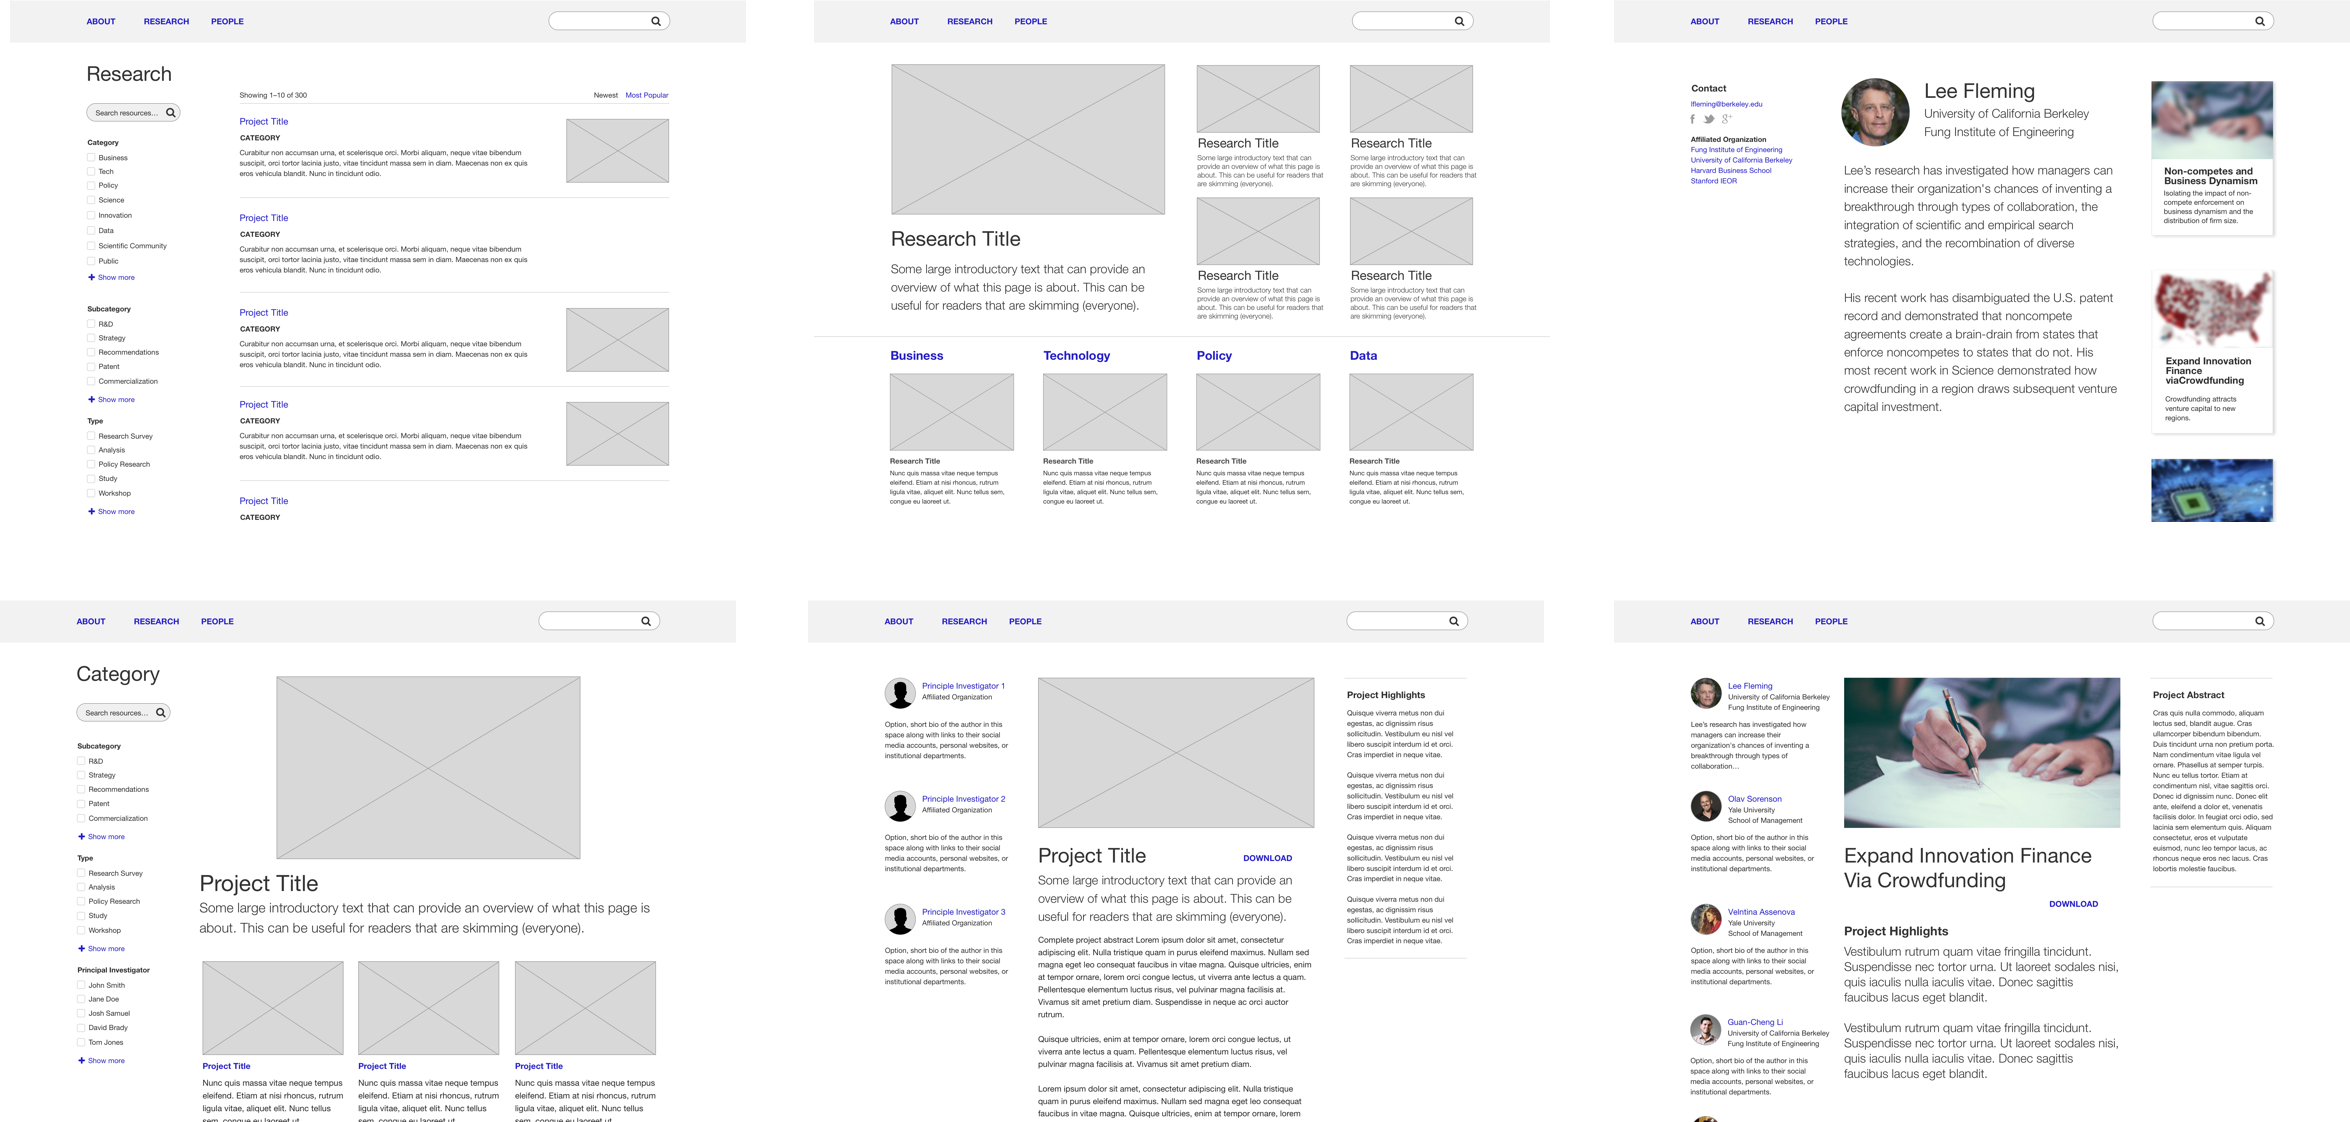 ABOUT RESEARCH PEOPLE
Research
Search resources...
Category
Business
Tech
Policy
Science
Innovation
Data
Scientific Community
Public
+ Show more
Subcategory
R&D
Strategy
Recommendations
Patent
Commercialization
+ Show more
Type
Research Survey
Analysis
Policy Research
Study
Workshop
+ Show more
Showing 1–10 of 300 Newest Most Popular
Project Title
CATEGORY
Curabitur non accumsan urna, et scelerisque orci. Morbi aliquam, neque vitae bibendum
suscipit, orci tortor lacinia justo, vitae tincidunt massa sem in diam. Maecenas non ex quis
eros vehicula blandit. Nunc in tincidunt odio.
Project Title
CATEGORY
Curabitur non accumsan urna, et scelerisque orci. Morbi aliquam, neque vitae bibendum
suscipit, orci tortor lacinia justo, vitae tincidunt massa sem in diam. Maecenas non ex quis
eros vehicula blandit. Nunc in tincidunt odio.
Project Title
CATEGORY
Curabitur non accumsan urna, et scelerisque orci. Morbi aliquam, neque vitae bibendum
suscipit, orci tortor lacinia justo, vitae tincidunt massa sem in diam. Maecenas non ex quis
eros vehicula blandit. Nunc in tincidunt odio.
Project Title
CATEGORY
Curabitur non accumsan urna, et scelerisque orci. Morbi aliquam, neque vitae bibendum
suscipit, orci tortor lacinia justo, vitae tincidunt massa sem in diam. Maecenas non ex quis
eros vehicula blandit. Nunc in tincidunt odio.
Project Title
CATEGORY
ABOUT RESEARCH PEOPLE
Research Title
Some large introductory text that can provide an
overview of what this page is about. This can be
useful for readers that are skimming (everyone).
Research Title
Some large introductory text that can
provide an overview of what this page is
about. This can be useful for readers that
are skimming (everyone).
Research Title
Some large introductory text that can
provide an overview of what this page is
about. This can be useful for readers that
are skimming (everyone).
Research Title
Some large introductory text that can
provide an overview of what this page is
about. This can be useful for readers that
are skimming (everyone).
Research Title
Some large introductory text that can
provide an overview of what this page is
about. This can be useful for readers that
are skimming (everyone).
Business
Research Title
Nunc quis massa vitae neque tempus
eleifend. Etiam at nisi rhoncus, rutrum
ligula vitae, aliquet elit. Nunc tellus sem,
congue eu laoreet ut.
Technology
Research Title
Nunc quis massa vitae neque tempus
eleifend. Etiam at nisi rhoncus, rutrum
ligula vitae, aliquet elit. Nunc tellus sem,
congue eu laoreet ut.
Policy
Research Title
Nunc quis massa vitae neque tempus
eleifend. Etiam at nisi rhoncus, rutrum
ligula vitae, aliquet elit. Nunc tellus sem,
congue eu laoreet ut.
Data
Research Title
Nunc quis massa vitae neque tempus
eleifend. Etiam at nisi rhoncus, rutrum
ligula vitae, aliquet elit. Nunc tellus sem,
congue eu laoreet ut.
ABOUT RESEARCH PEOPLE
Contact
lfleming@berkeley.edu
Affiliated Organization
Fung Institute of Engineering
University of California Berkeley
Harvard Business School
Stanford IEOR
Lee Fleming
University of California Berkeley
Fung Institute of Engineering
Lee's research has investigated how managers can
increase their organization's chances of inventing a
breakthrough through types of collaboration, the
integration of scientific and empirical search
strategies, and the recombination of diverse
technologies.
His recent work has disambiguated the U.S. patent
record and demonstrated that noncompete
agreements create a brain-drain from states that
enforce noncompetes to states that do not. His
most recent work in Science demonstrated how
crowdfunding in a region draws subsequent venture
capital investment.
Non-competes and
Business Dynamism
Isolating the impact of non-
compete enforcement on
business dynamism and the
distribution of firm size.
Expand Innovation
Finance
viaCrowdfunding
Crowdfunding attracts
venture capital to new
regions.
ABOUT RESEARCH PEOPLE
Category
Search resources...
Subcategory
R&D
Strategy
Recommendations
Patent
Commercialization
+ Show more
Type
Research Survey
Analysis
Policy Research
Study
Workshop
+ Show more
Principal Investigator
John Smith
Jane Doe
Josh Samuel
David Brady
Tom Jones
+ Show more
Project Title
Some large introductory text that can provide an overview of what this page is
about. This can be useful for readers that are skimming (everyone).
Project Title
Nunc quis massa vitae neque tempus
eleifend. Etiam at nisi rhoncus, rutrum
ligula vitae, aliquet elit. Nunc tellus
sem, congue eu laoreet ut.
Project Title
Nunc quis massa vitae neque tempus
eleifend. Etiam at nisi rhoncus, rutrum
ligula vitae, aliquet elit. Nunc tellus
sem, congue eu laoreet ut.
Project Title
Nunc quis massa vitae neque tempus
eleifend. Etiam at nisi rhoncus, rutrum
ligula vitae, aliquet elit. Nunc tellus
sem, congue eu laoreet ut.
ABOUT RESEARCH PEOPLE
Principle Investigator 1
Affiliated Organization
Option, short bio of the author in this
space along with links to their social
media accounts, personal websites, or
institutional departments.
Principle Investigator 2
Affiliated Organization
Option, short bio of the author in this
space along with links to their social
media accounts, personal websites, or
institutional departments.
Principle Investigator 3
Affiliated Organization
Option, short bio of the author in this
space along with links to their social
media accounts, personal websites, or
institutional departments.
Project Title DOWNLOAD
Some large introductory text that can provide an
overview of what this page is about. This can be
useful for readers that are skimming (everyone).
Complete project abstract Lorem ipsum dolor sit amet, consectetur
adipiscing elit. Nulla tristique quam in purus eleifend maximus. Nullam sed
magna eget leo consequat faucibus in vitae magna. Quisque ultricies, enim
at tempor ornare, lorem orci congue lectus, ut viverra ante lectus a quam.
Pellentesque elementum luctus risus, vel pulvinar magna facilisis at.
Vivamus sit amet pretium diam. Suspendisse in neque ac orci auctor
rutrum.
Quisque ultricies, enim at tempor ornare, lorem orci congue lectus, ut
viverra ante lectus a quam. Pellentesque elementum luctus risus, vel
pulvinar magna facilisis at. Vivamus sit amet pretium diam.
Lorem ipsum dolor sit amet, consectetur adipiscing elit. Nulla tristique
quam in purus eleifend maximus. Nullam sed magna eget leo consequat
faucibus in vitae magna. Quisque ultricies, enim at tempor ornare, lorem
Project Highlights
Quisque viverra metus non dui
egestas, ac dignissim risus
sollicitudin. Vestibulum eu nisl vel
libero suscipit interdum id et orci.
Cras imperdiet in neque vitae.
Quisque viverra metus non dui
egestas, ac dignissim risus
sollicitudin. Vestibulum eu nisl vel
libero suscipit interdum id et orci.
Cras imperdiet in neque vitae.
Quisque viverra metus non dui
egestas, ac dignissim risus
sollicitudin. Vestibulum eu nisl vel
libero suscipit interdum id et orci.
Cras imperdiet in neque vitae.
Quisque viverra metus non dui
egestas, ac dignissim risus
sollicitudin. Vestibulum eu nisl vel
libero suscipit interdum id et orci.
Cras imperdiet in neque vitae.
ABOUT RESEARCH PEOPLE
Lee Fleming
University of California Berkeley
Fung Institute of Engineering
Lee's research has investigated how
managers can increase their
organization's chances of inventing a
breakthrough through types of
collaboration...
Olav Sorenson
Yale University
School of Management
Option, short bio of the author in this
space along with links to their social
media accounts, personal websites, or
institutional departments.
Velntina Assenova
Yale University
School of Management
Option, short bio of the author in this
space along with links to their social
media accounts, personal websites, or
institutional departments.
Guan-Cheng Li
University of California Berkeley
Fung Institute of Engineering
Option, short bio of the author in this
space along with links to their social
media accounts, personal websites, or
institutional departments.
Expand Innovation Finance
Via Crowdfunding
DOWNLOAD
Project Highlights
Vestibulum rutrum quam vitae fringilla tincidunt.
Suspendisse nec tortor urna. Ut laoreet sodales nisi,
quis iaculis nulla iaculis vitae. Donec sagittis
faucibus lacus eget blandit.
Vestibulum rutrum quam vitae fringilla tincidunt.
Suspendisse nec tortor urna. Ut laoreet sodales nisi,
quis iaculis nulla iaculis vitae. Donec sagittis
faucibus lacus eget blandit.
Project Abstract
Cras quis nulla commodo, aliquam
lectus sed, blandit augue. Cras
ullamcorper bibendum bibendum.
Duis tincidunt urna non pretium porta.
Nam condimentum vitae ligula vel
ornare. Phasellus at semper turpis.
Nunc eu tellus tortor. Etiam at
condimentum nisl, vitae sagittis orci.
Donec id dignissim nunc. Donec elit
ante, eleifend a dolor et, venenatis
facilisis dolor. In feugiat orci odio, sed
lacinia sem elementum quis. Aliquam
consectetur, eros et vulputate
euismod, nunc leo tempor lacus, ac
rhoncus neque eros nec lacus. Cras
lobortis molestie faucibus.